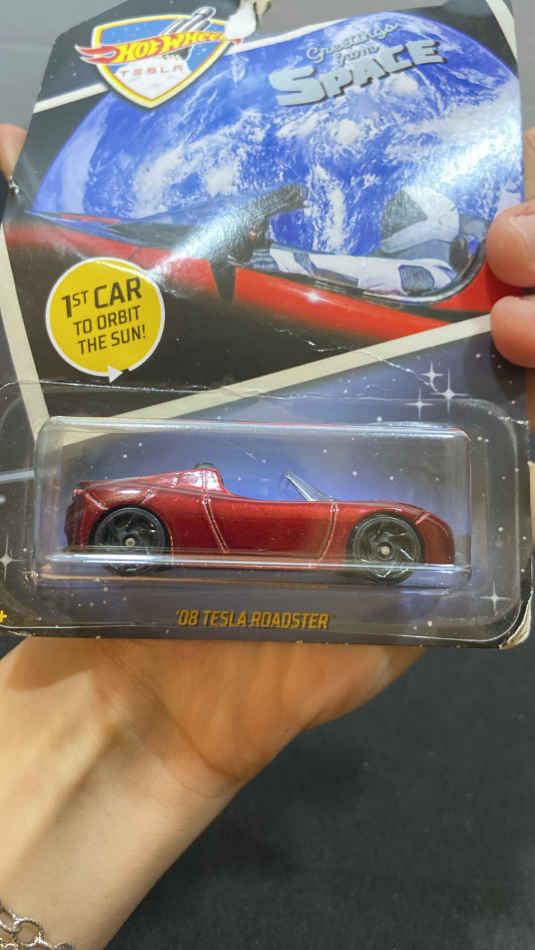 HOT WHEELS
TESLA
Greetings
from
SPACE
1ST CAR
TO ORBIT
THE SUN!
'08 TESLA ROADSTER